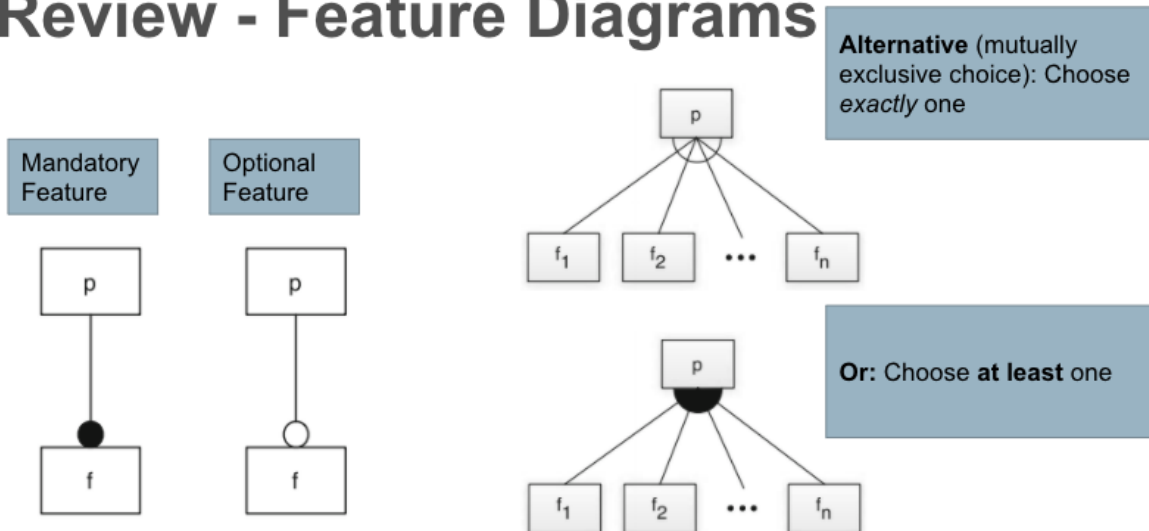 Review - Feature Diagrams
Mandatory
Feature
p
f
Optional
Feature
p
f
p
f1
f2
...
fn
Alternative (mutually
exclusive choice): Choose
exactly one
p
f1
f2
...
fn
Or: Choose at least one